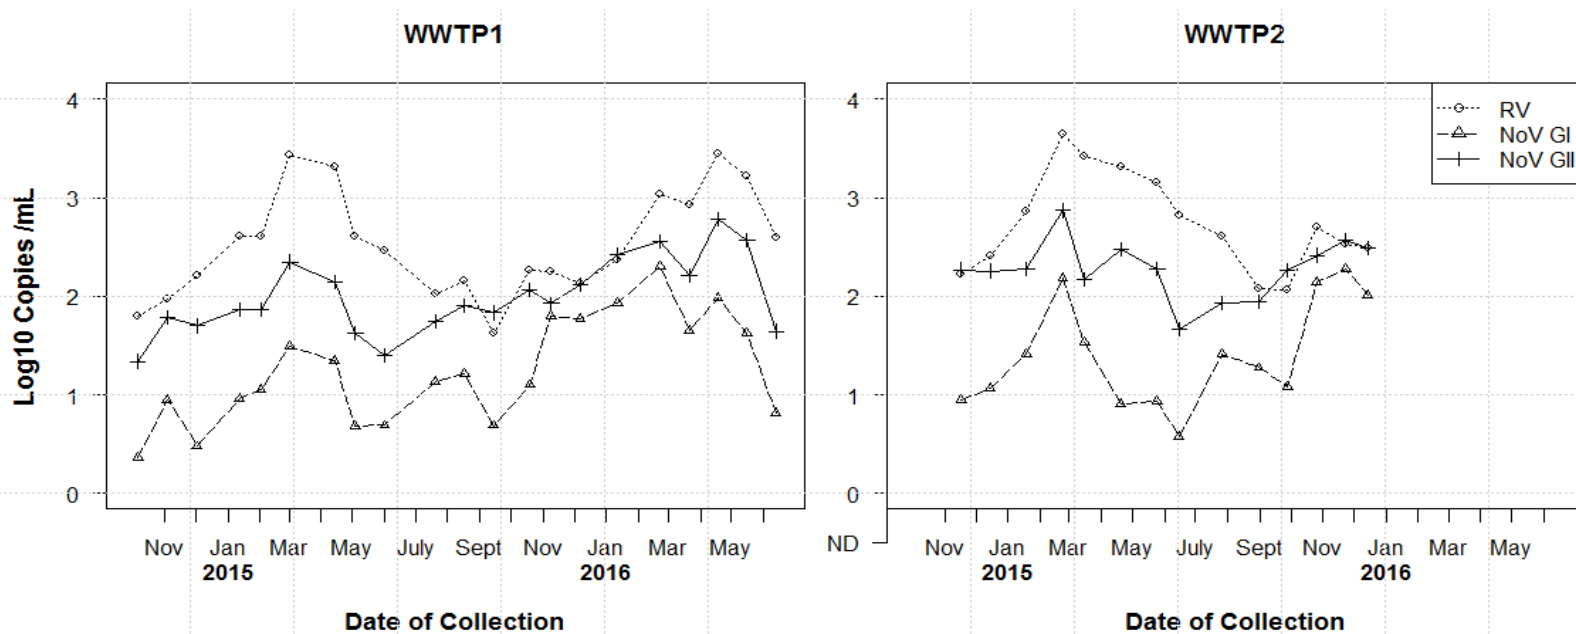 WWTP1
WWTP2
Log10 Copies /mL
4
3
2
1
0
4
3
2
1
0
ND
RV
NoV GI
NoV GII
Nov Jan Mar May July Sept Nov Jan Mar May
2015 2016
Nov Jan Mar May July Sept Nov Jan Mar May
2015 2016
Date of Collection
Date of Collection